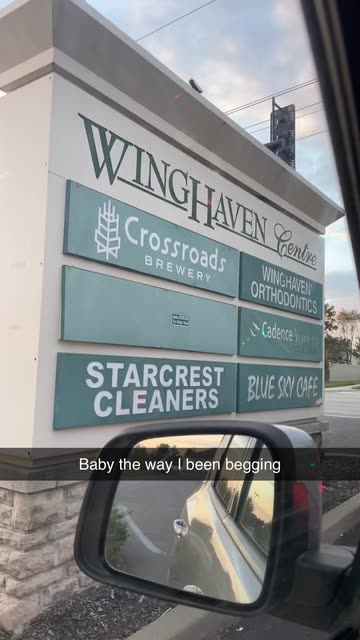 WINGHAVEN Centre
Crossroads
BREWERY
WINGHAVEN
ORTHODONTICS
Cadence
STARCREST
CLEANERS
BLUE SKY CAFE
Baby the way I been begging